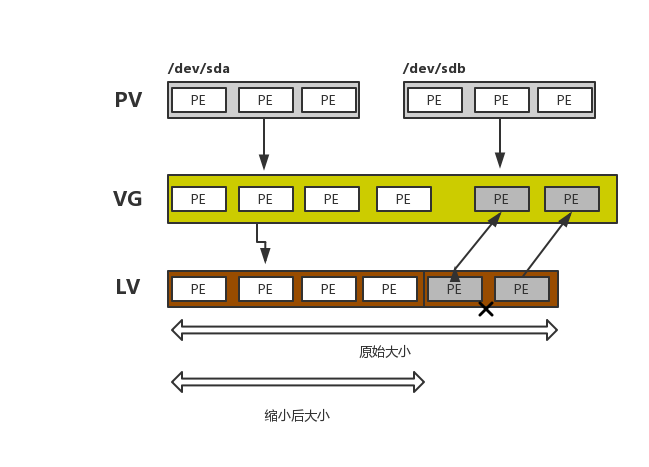 /dev/sda /dev/sdb
PV PE PE PE PE PE PE
VG PE PE PE PE PE PE
LV PE PE PE PE PE PE
原始大小
缩小后大小